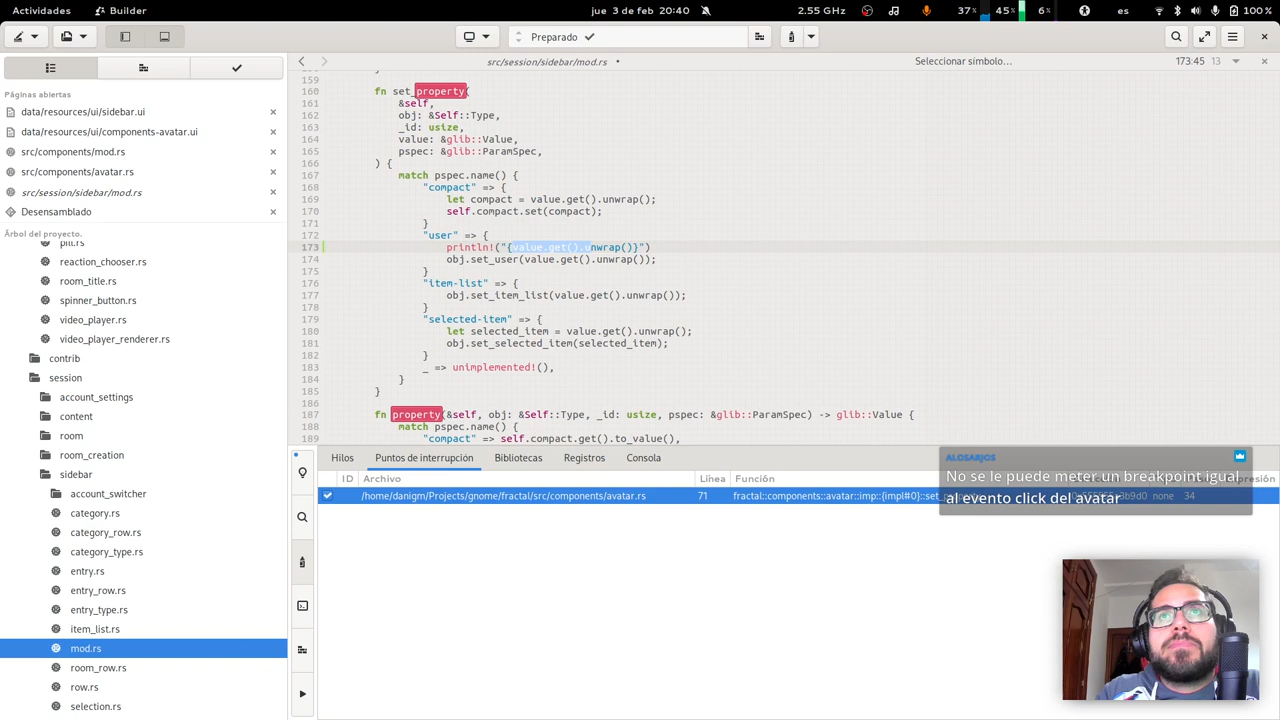 Actividades
Builder
jue 3 de feb 20:40
2.55 GHz
37%
45%
6%
es
100 %
Preparado
Páginas abiertas
data/resources/ui/sidebar.ui
data/resources/ui/components-avatar.ui
src/components/mod.rs
src/components/avatar.rs
src/session/sidebar/mod.rs
Desensamblado
Árbol del proyecto.
pill.rs
reaction_chooser.rs
room_title.rs
spinner_button.rs
video_player.rs
video_player_renderer.rs
contrib
session
account_settings
content
room
room_creation
sidebar
account_switcher
category.rs
category_row.rs
category_type.rs
entry.rs
entry_row.rs
entry_type.rs
item_list.rs
mod.rs
room_row.rs
row.rs
selection.rs
src/session/sidebar/mod.rs •
Seleccionar símbolo…
173:45 13
159
160 fn set_property(
161 &self,
162 obj: &Self::Type,
163 _id: usize,
164 value: &glib::Value,
165 pspec: &glib::ParamSpec,
166 ) {
167 match pspec.name() {
168 "compact" => {
169 let compact = value.get().unwrap();
170 self.compact.set(compact);
171 }
172 "user" => {
173 println!("{value.get().unwrap()}")
174 obj.set_user(value.get().unwrap());
175 }
176 "item-list" => {
177 obj.set_item_list(value.get().unwrap());
178 }
179 "selected-item" => {
180 let selected_item = value.get().unwrap();
181 obj.set_selected_item(selected_item);
182 }
183 _ => unimplemented!(),
184 }
185 }
186
187 fn property(&self, obj: &Self::Type, _id: usize, pspec: &glib::ParamSpec) -> glib::Value {
188 match pspec.name() {
189 "compact" => self.compact.get().to_value(),
Hilos
Puntos de interrupción
Bibliotecas
Registros
Consola
ID
Archivo
Línea
Función
/home/danigm/Projects/gnome/fractal/src/components/avatar.rs
71
fractal::components::avatar::imp::{impl#0}::set_
none
34
ALOSARJOS
No se le puede meter un breakpoint igual
al evento click del avatar